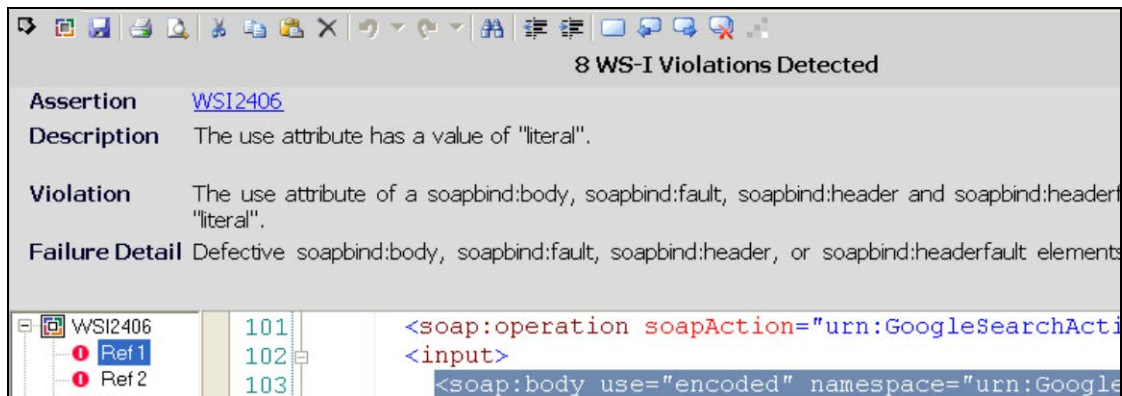 8 WS-I Violations Detected
Assertion WSI2406
Description The use attribute has a value of "literal".
Violation The use attribute of a soapbind:body, soapbind:fault, soapbind:header and soapbind:headerf
"literal".
Failure Detail Defective soapbind:body, soapbind:fault, soapbind:header, or soapbind:headerfault elements
WSI2406 101 <soap:operation soapAction="urn:GoogleSearchActi
Ref 1 102 <input>
Ref 2 103 <soap:body use="encoded" namespace="urn:Google